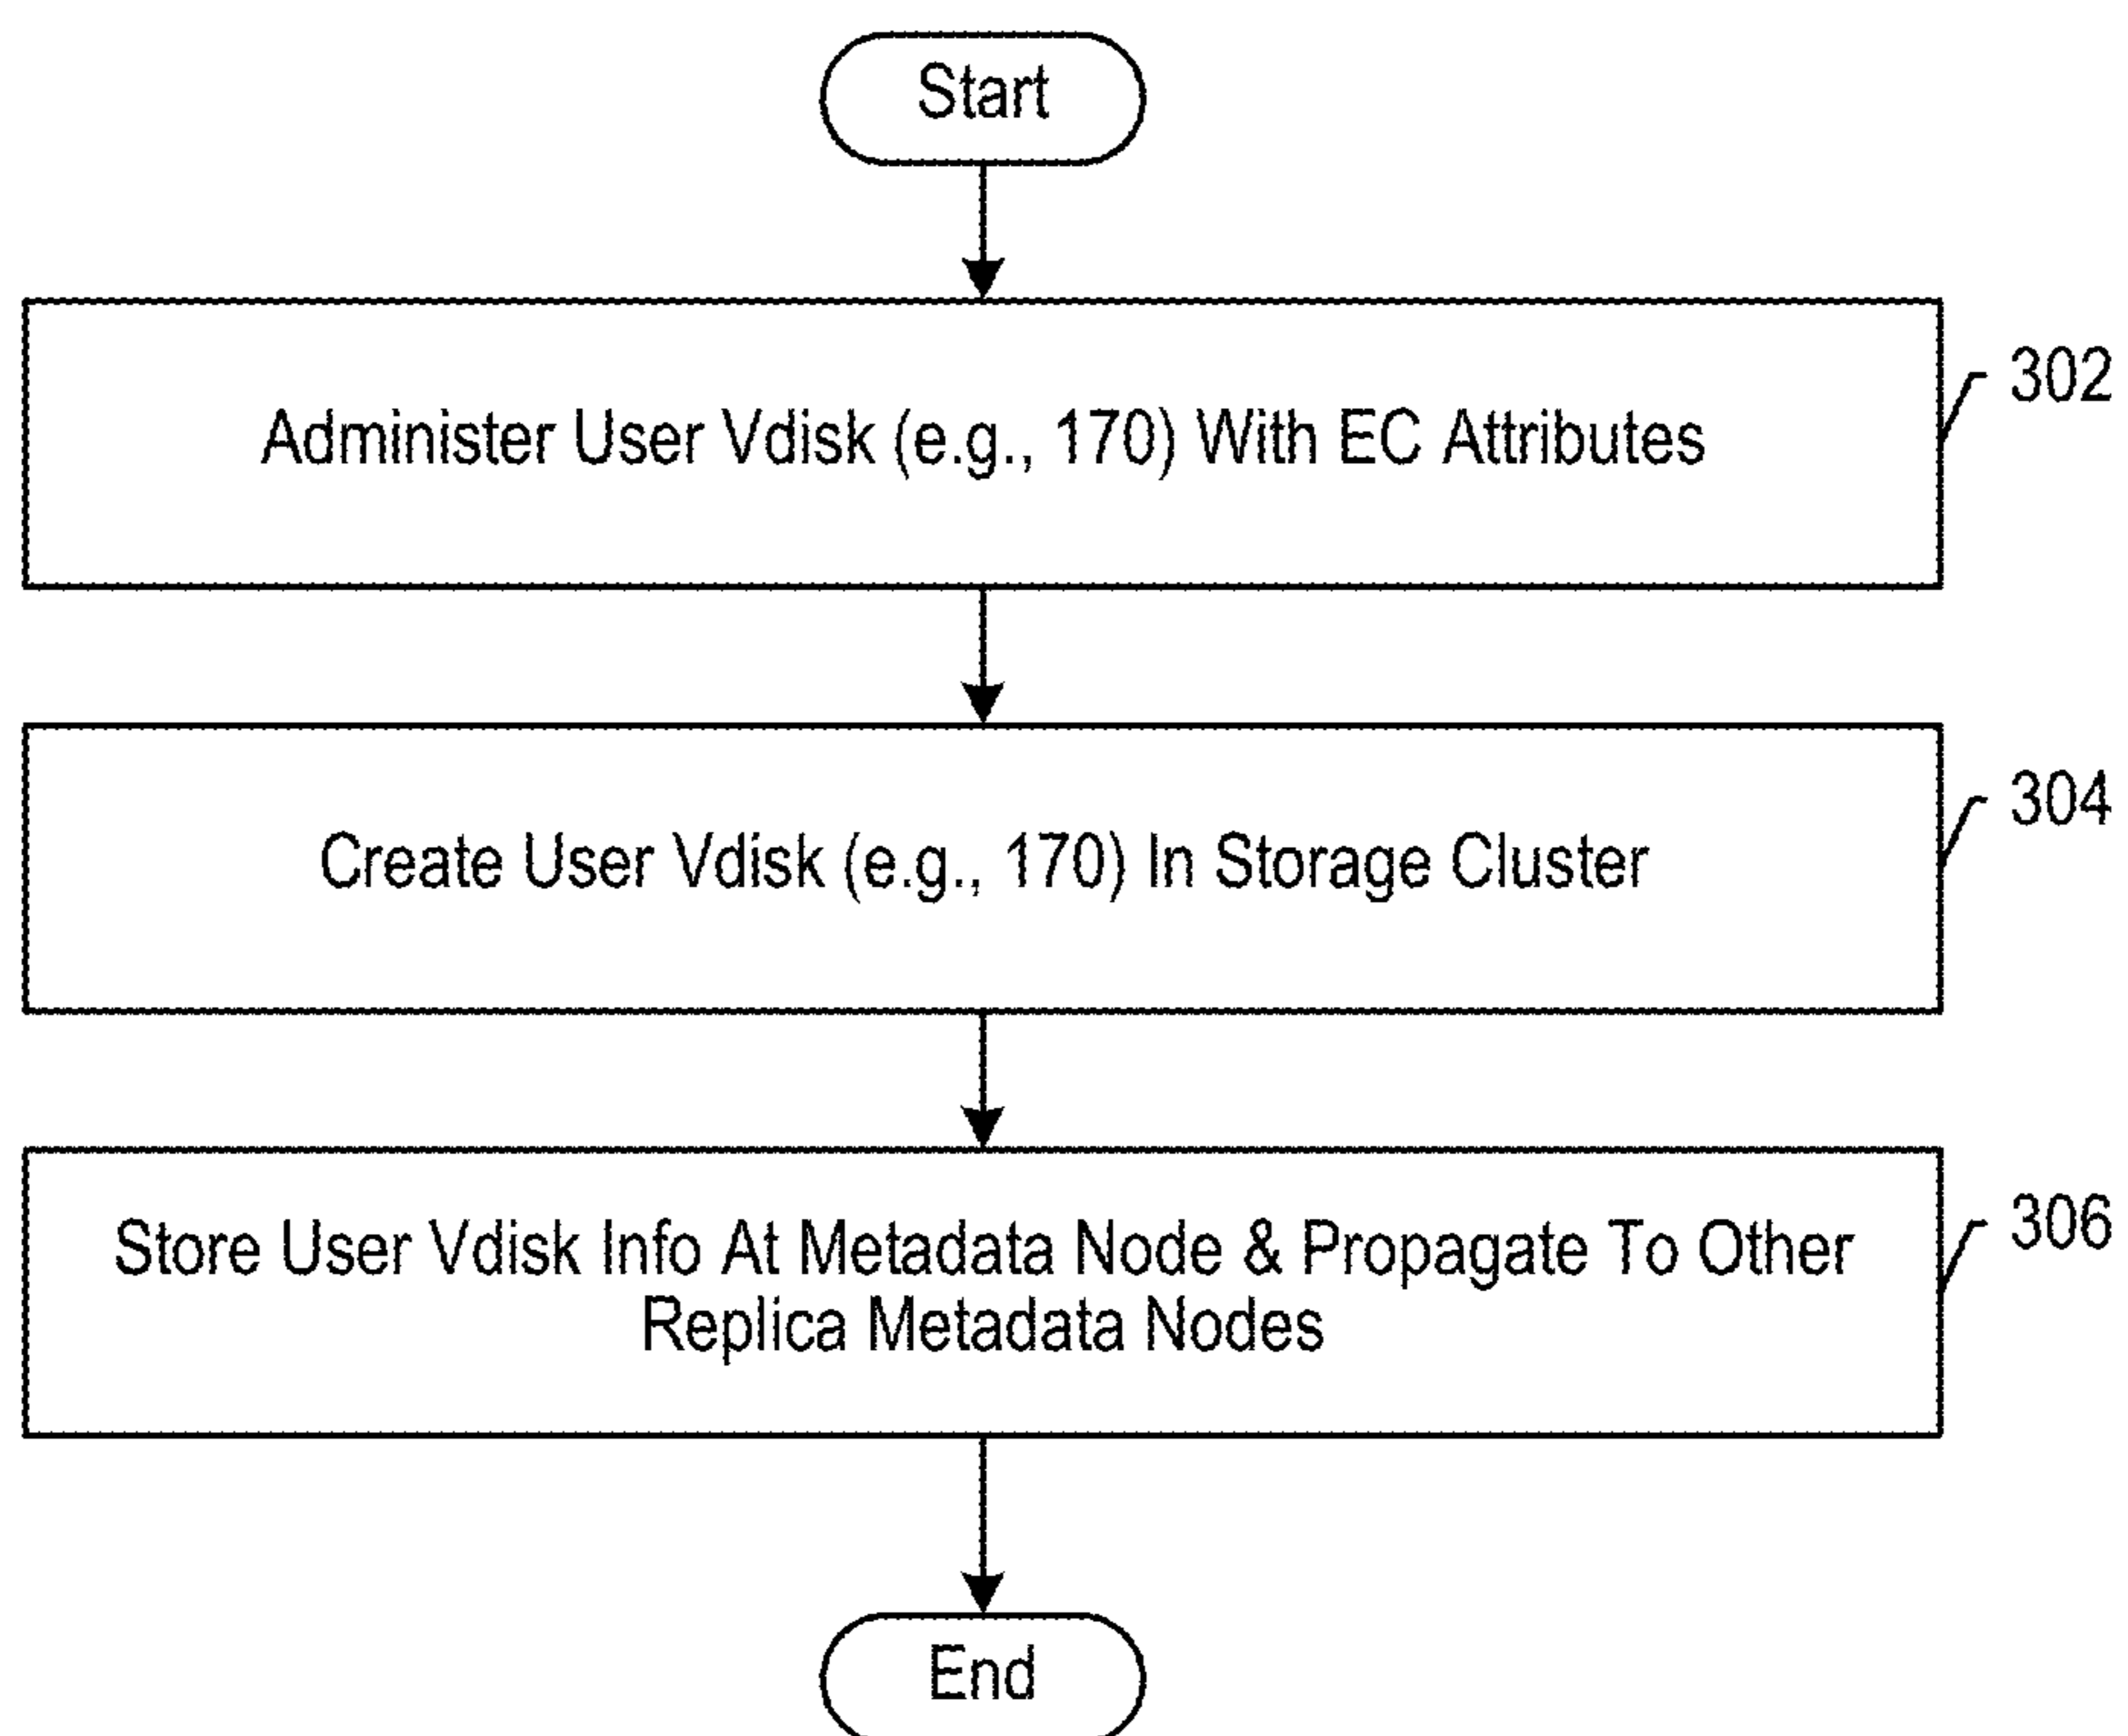 Start
Administer User Vdisk (e.g., 170) With EC Attributes
302
Create User Vdisk (e.g., 170) In Storage Cluster
304
Store User Vdisk Info At Metadata Node & Propagate To Other
Replica Metadata Nodes
306
End